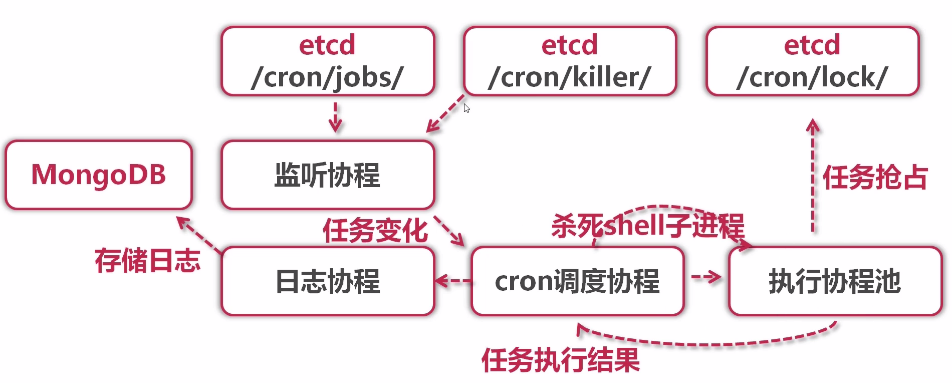 etcd
/cron/jobs/
etcd
/cron/killer/
etcd
/cron/lock/
MongoDB
监听协程
任务抢占
任务变化
杀死shell子进程
存储日志
日志协程
cron调度协程
执行协程池
任务执行结果